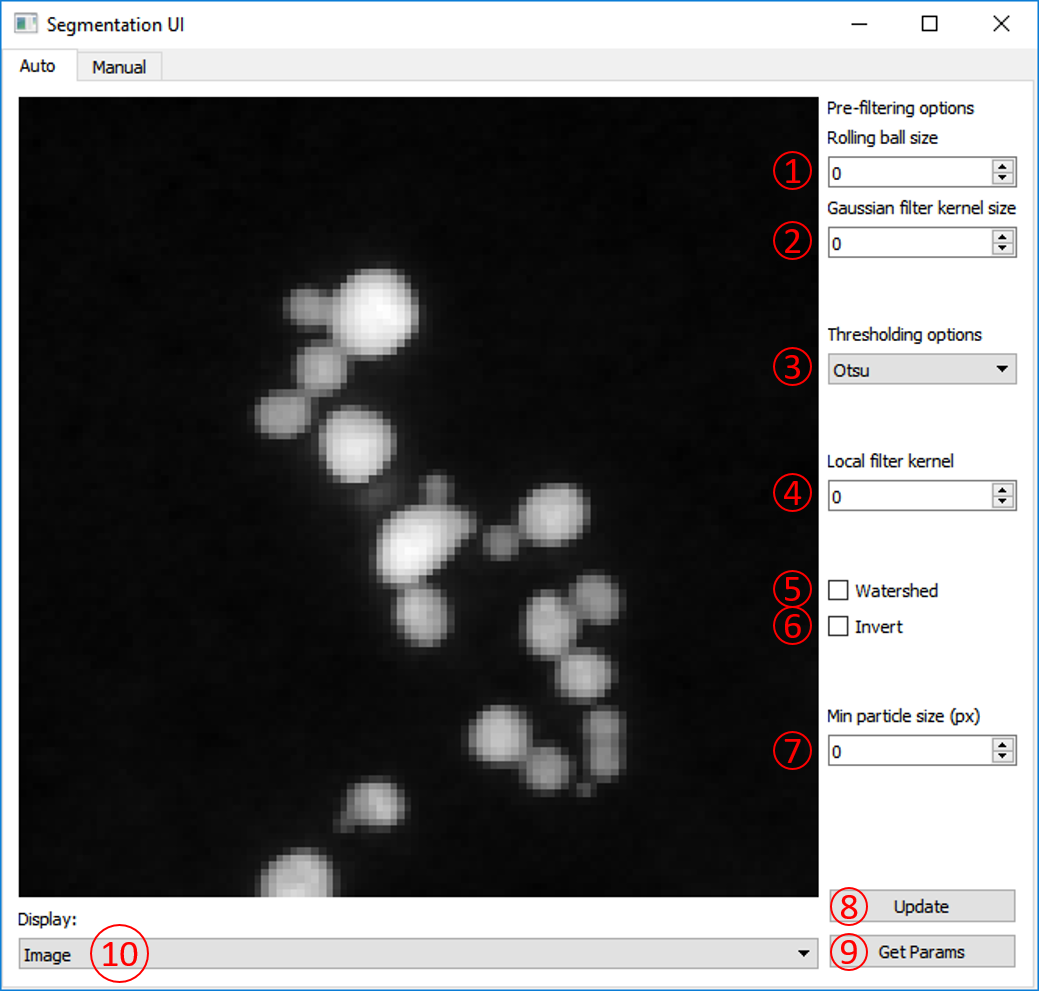 Segmentation UI
Auto Manual
Pre-filtering options
Rolling ball size
① 0
Gaussian filter kernel size
② 0
Thresholding options
③ Otsu
Local filter kernel
④ 0
⑤ Watershed
⑥ Invert
Min particle size (px)
⑦ 0
⑧ Update
Display:
Image ⑩
⑨ Get Params